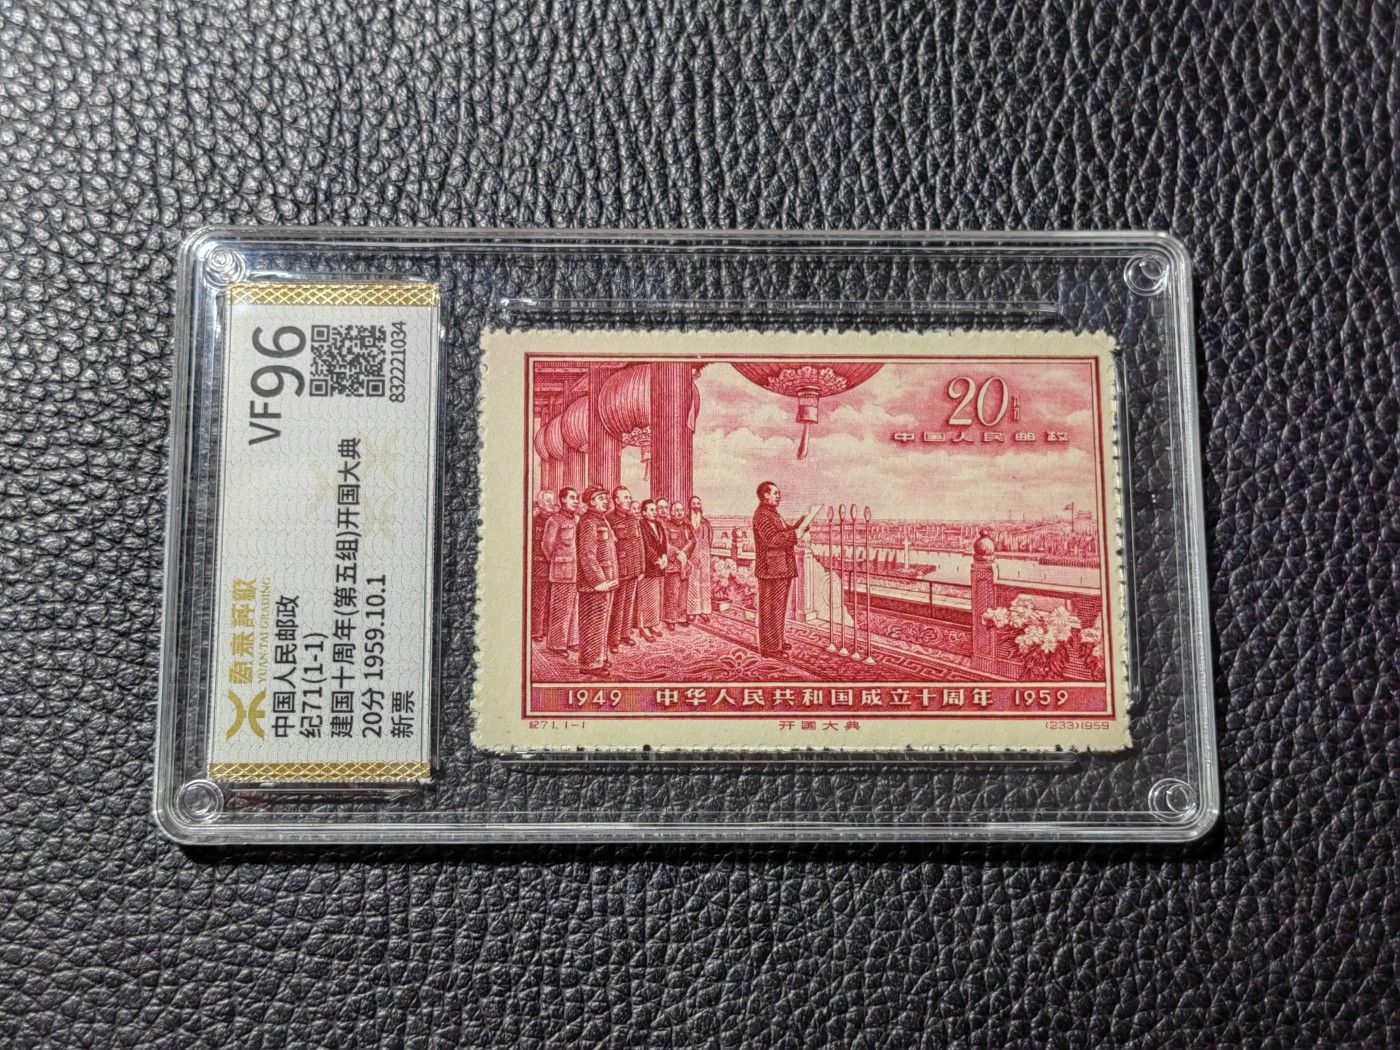 VF96
83221034
源泰評級
YUAN-TAI GRADING
中国人民邮政
纪71(1-1)
建国十周年(第五组)开国大典
20分 1959.10.1
新票
20分
中国人民邮政
1949 中华人民共和国成立十周年 1959
纪71.1-1 开国大典 (233)1959